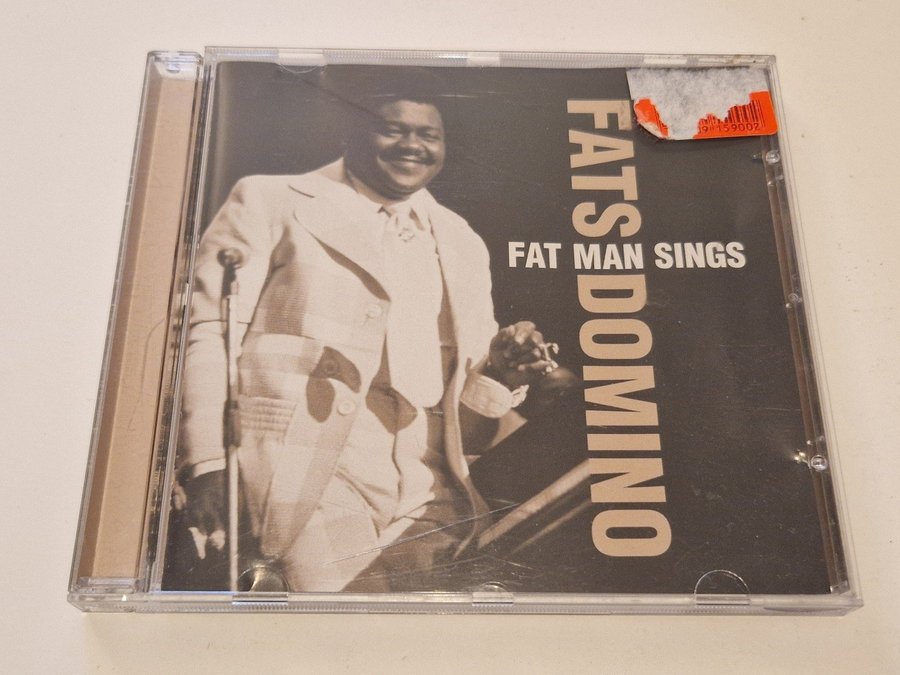 FATS DOMINO
FAT MAN SINGS
159002